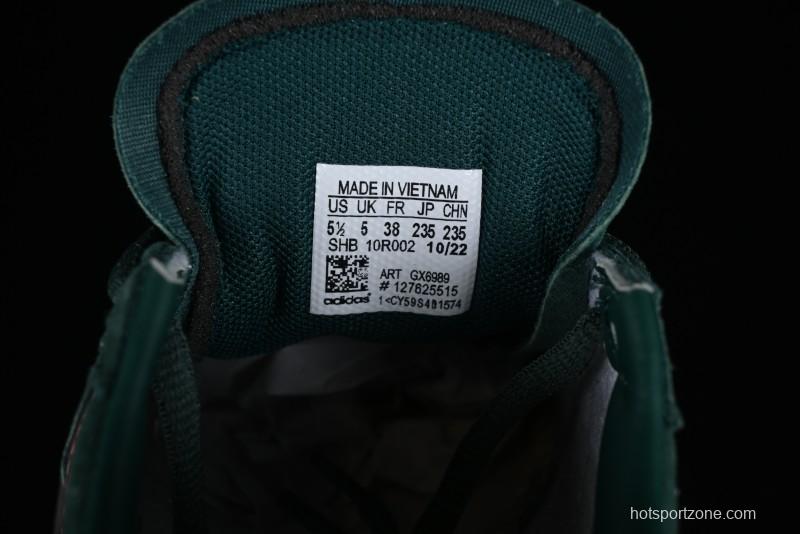 MADE IN VIETNAM
US UK FR JP CHN
5½ 5 38 235 235
SHB 10R002 10/22
ART GX6989
# 127625515
adidas 1<CY59S401574
hotsportzone.com